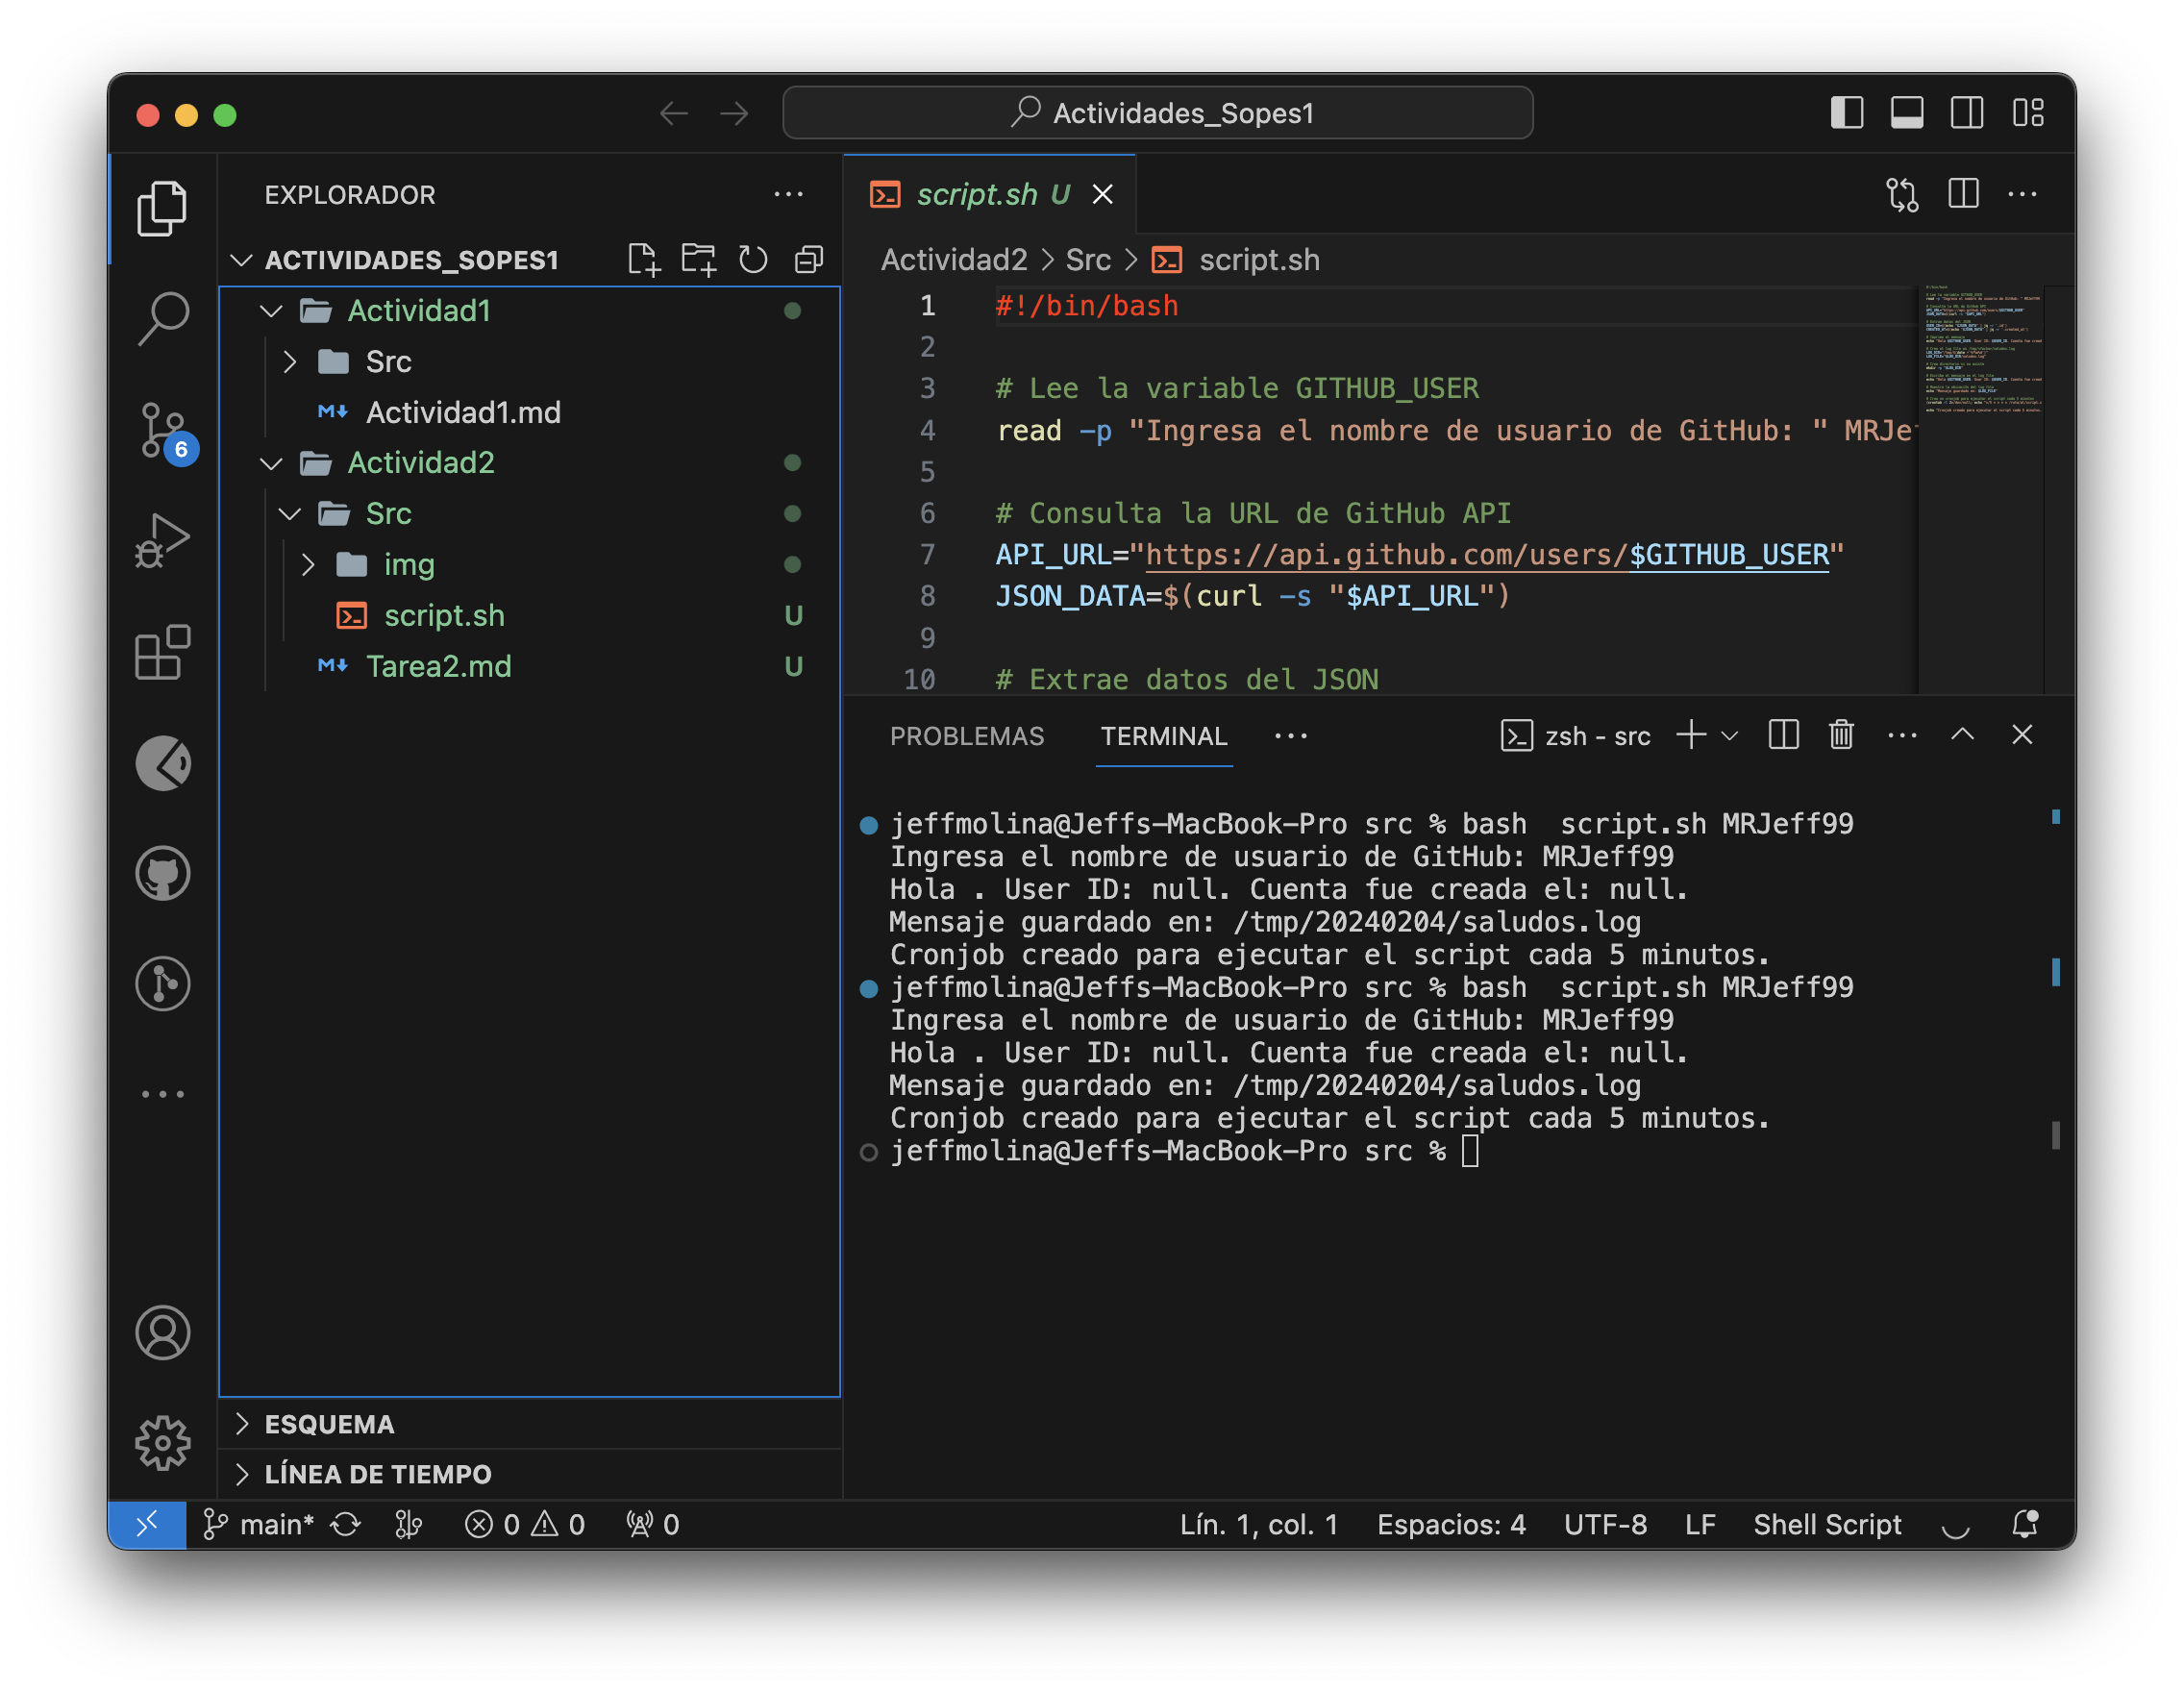 Actividades_Sopes1
EXPLORADOR
ACTIVIDADES_SOPES1
Actividad1
Src
Actividad1.md
Actividad2
Src
img
script.sh U
Tarea2.md U
6
ESQUEMA
LÍNEA DE TIEMPO
script.sh U
Actividad2 > Src > script.sh
1 #!/bin/bash
2
3 # Lee la variable GITHUB_USER
4 read -p "Ingresa el nombre de usuario de GitHub: " MRJe
5
6 # Consulta la URL de GitHub API
7 API_URL="https://api.github.com/users/$GITHUB_USER"
8 JSON_DATA=$(curl -s "$API_URL")
9
10 # Extrae datos del JSON
PROBLEMAS TERMINAL zsh - src
jeffmolina@Jeffs-MacBook-Pro src % bash  script.sh MRJeff99
Ingresa el nombre de usuario de GitHub: MRJeff99
Hola . User ID: null. Cuenta fue creada el: null.
Mensaje guardado en: /tmp/20240204/saludos.log
Cronjob creado para ejecutar el script cada 5 minutos.
jeffmolina@Jeffs-MacBook-Pro src % bash  script.sh MRJeff99
Ingresa el nombre de usuario de GitHub: MRJeff99
Hola . User ID: null. Cuenta fue creada el: null.
Mensaje guardado en: /tmp/20240204/saludos.log
Cronjob creado para ejecutar el script cada 5 minutos.
jeffmolina@Jeffs-MacBook-Pro src %
main* 0 0 0 Lín. 1, col. 1 Espacios: 4 UTF-8 LF Shell Script